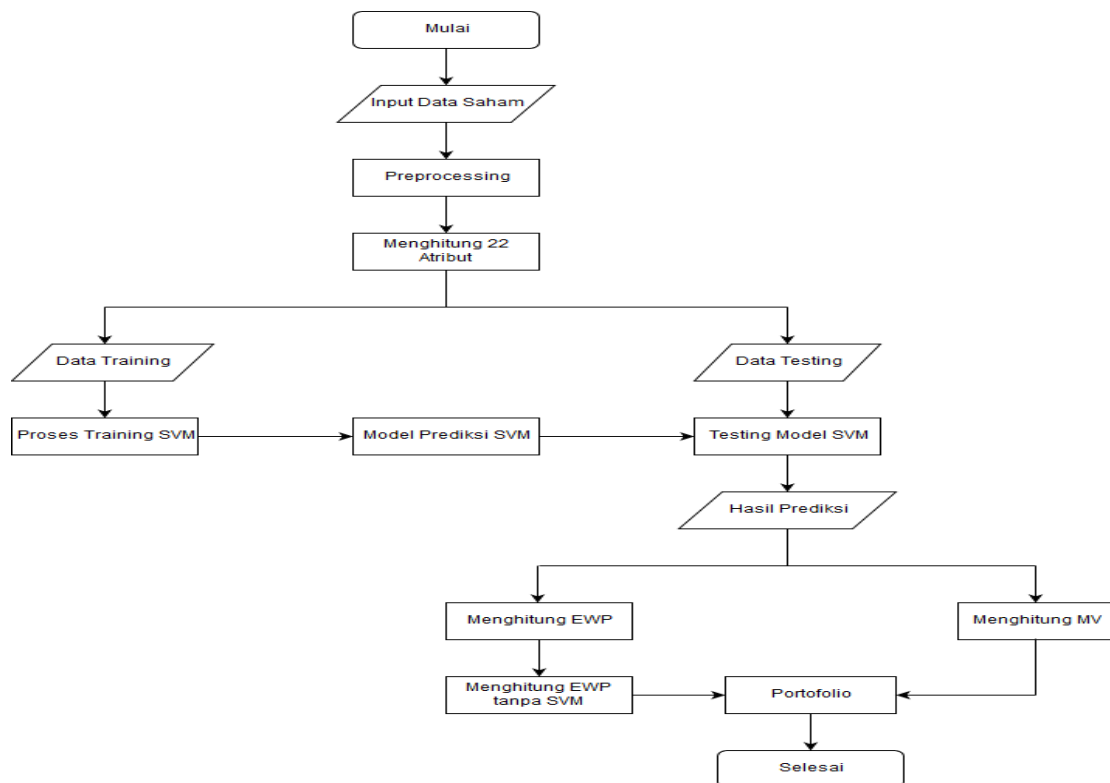 Mulai
Input Data Saham
Preprocessing
Menghitung 22
Atribut
Data Training
Data Testing
Proses Training SVM
Model Prediksi SVM
Testing Model SVM
Hasil Prediksi
Menghitung EWP
Menghitung MV
Menghitung EWP
tanpa SVM
Portofolio
Selesai